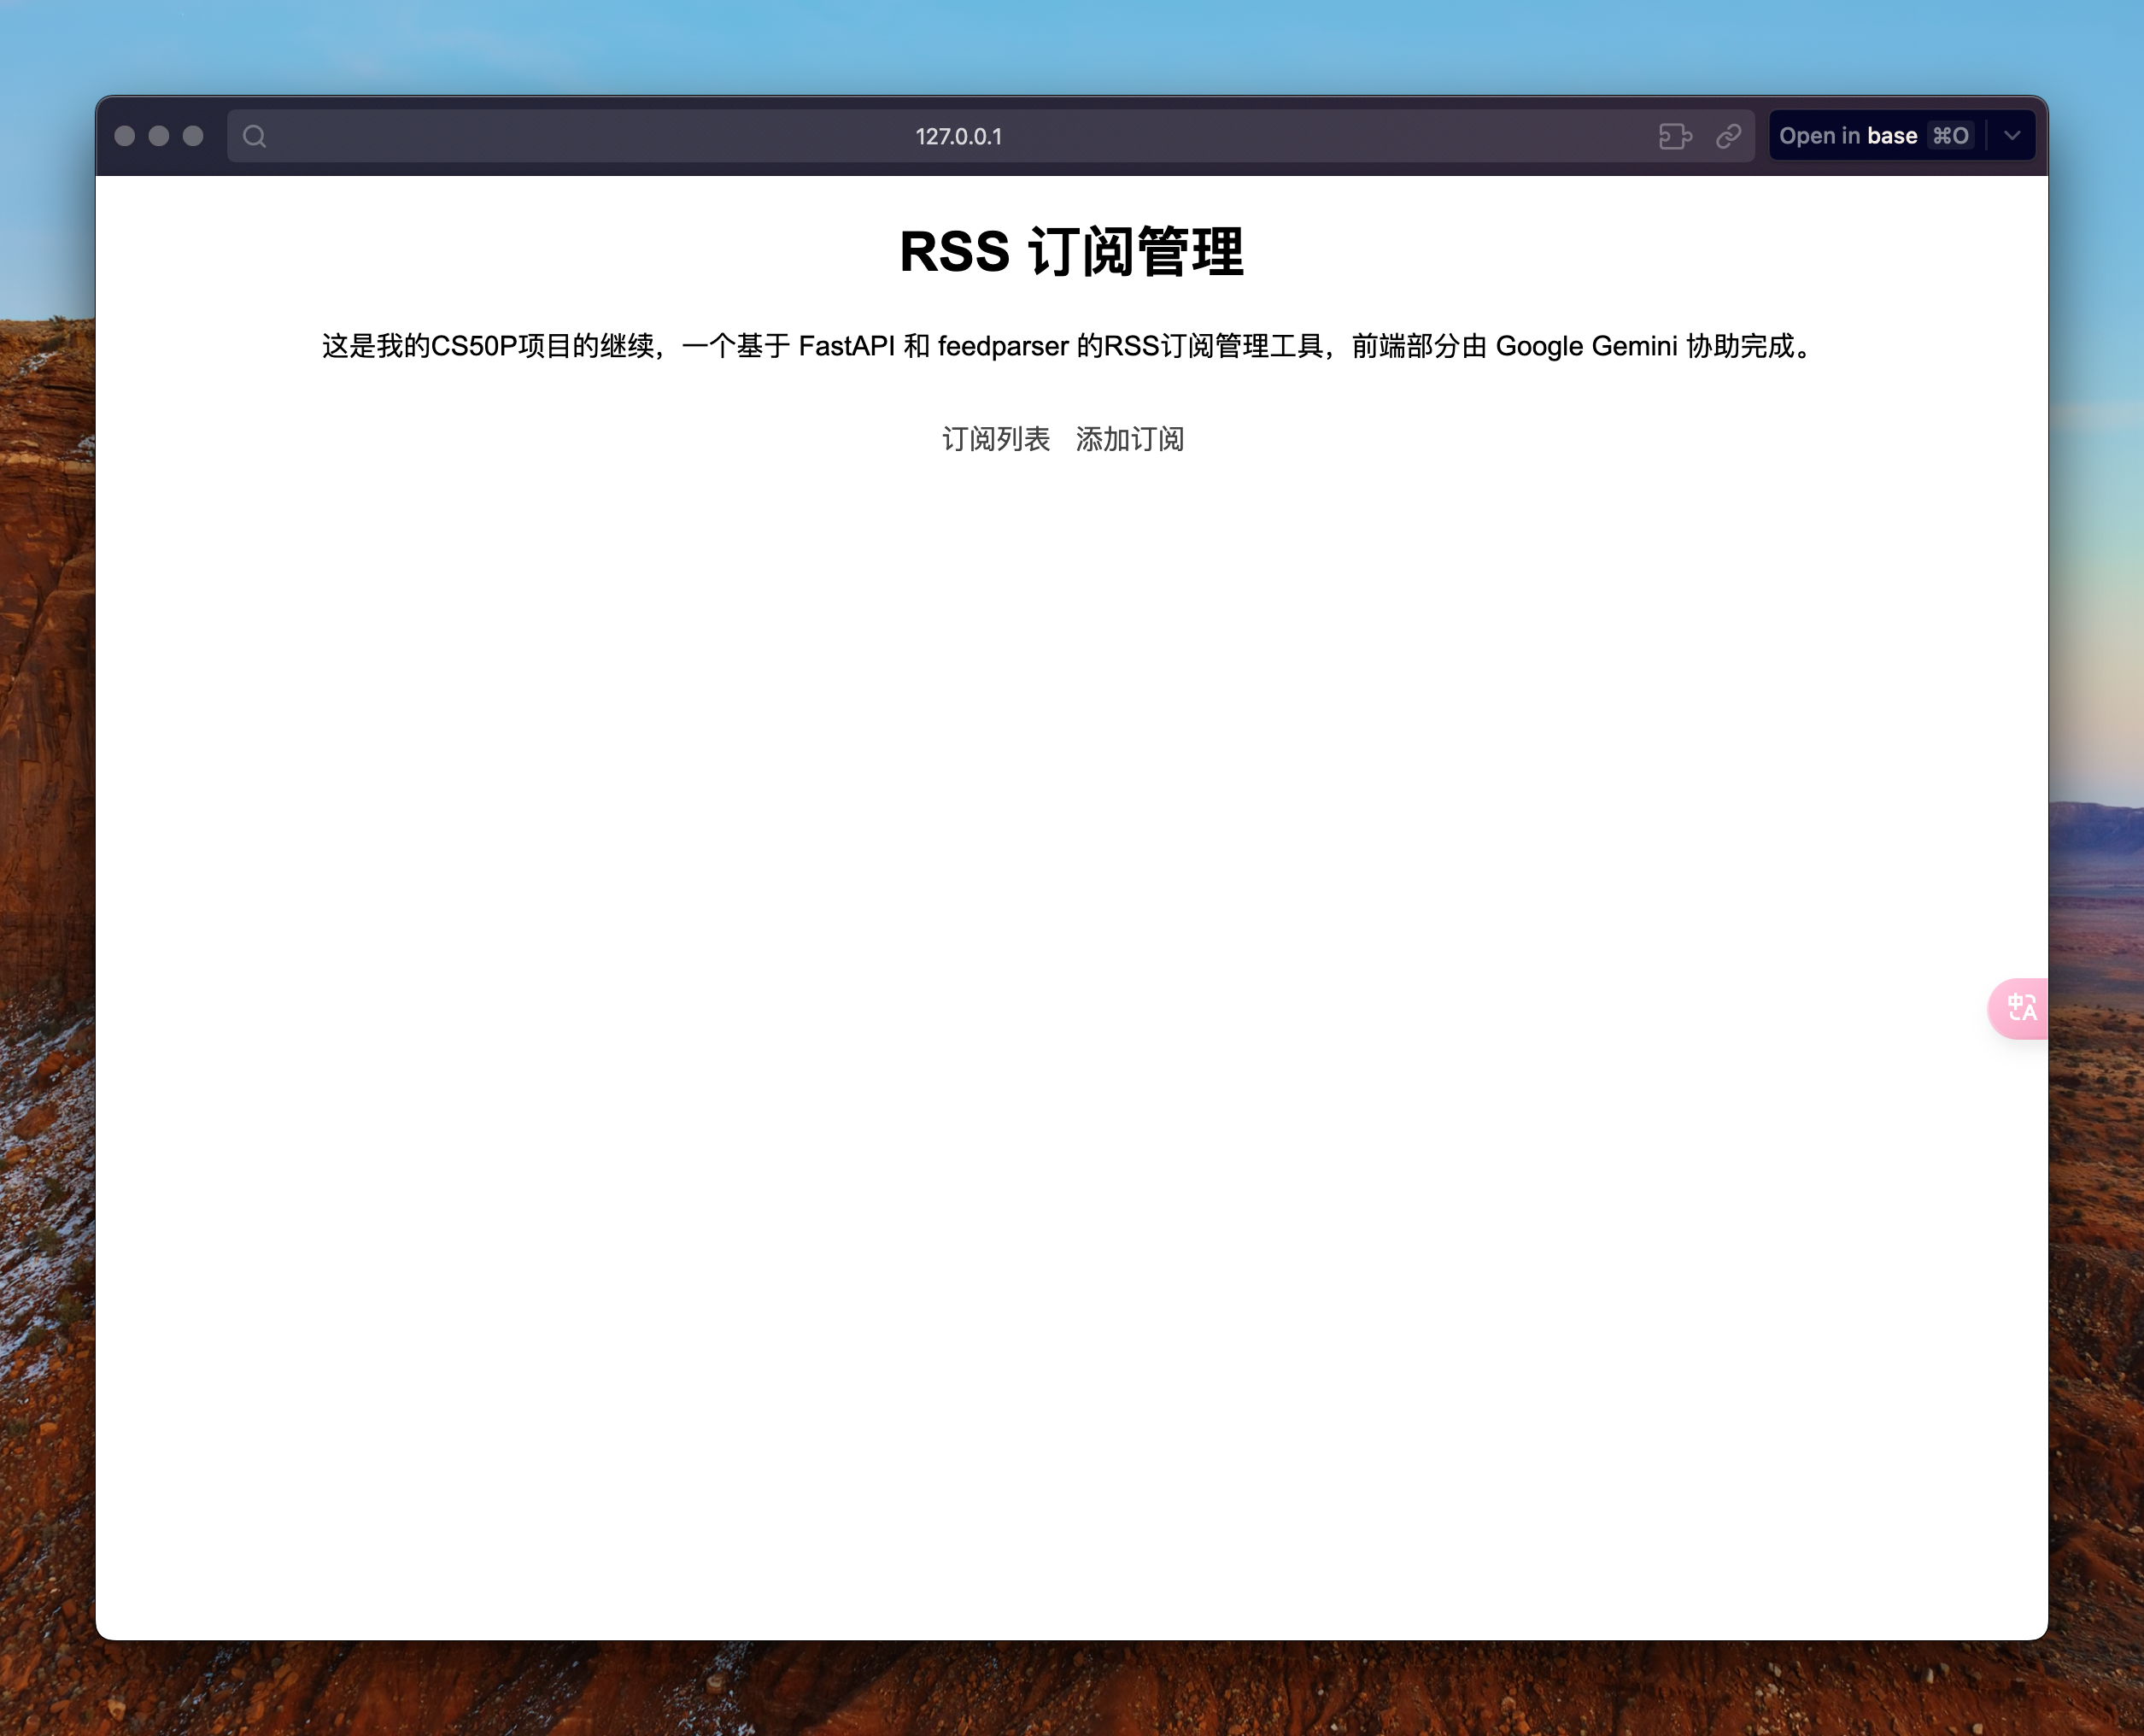 127.0.0.1
Open in base ⌘O
RSS 订阅管理
这是我的CS50P项目的继续，一个基于 FastAPI 和 feedparser 的RSS订阅管理工具，前端部分由 Google Gemini 协助完成。
订阅列表 添加订阅
中A